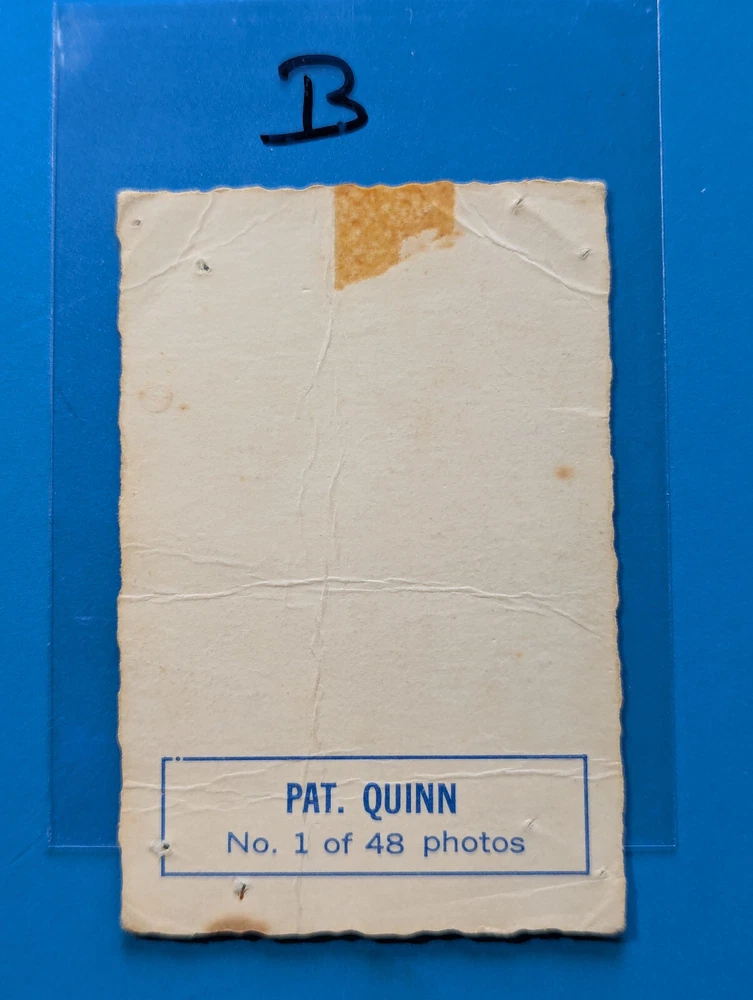 B
PAT. QUINN
No. 1 of 48 photos